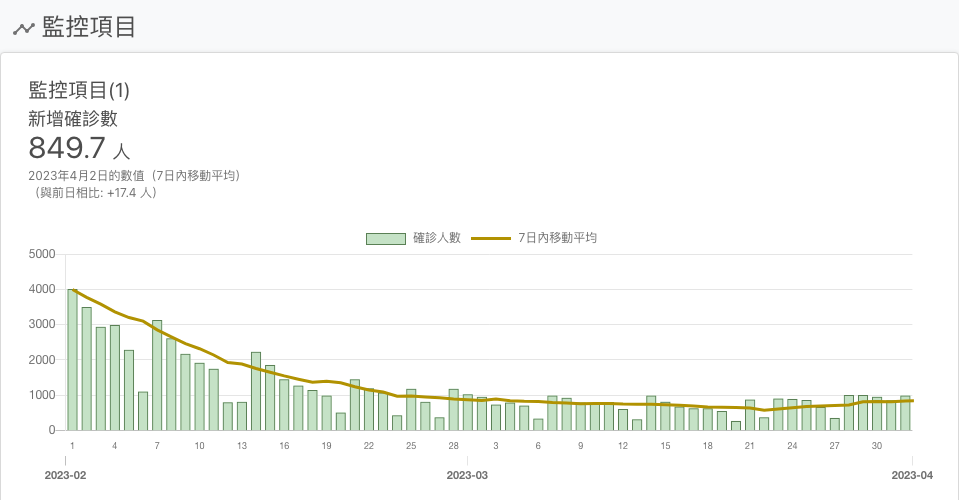 監控項目
監控項目(1)
新增確診數
849.7 人
2023年4月2日的數值（7日內移動平均）
（與前日相比: +17.4 人）
確診人數 7日內移動平均
5000
4000
3000
2000
1000
0
1 4 7 10 13 16 19 22 25 28 3 6 9 12 15 18 21 24 27 30
2023-02 2023-03 2023-04